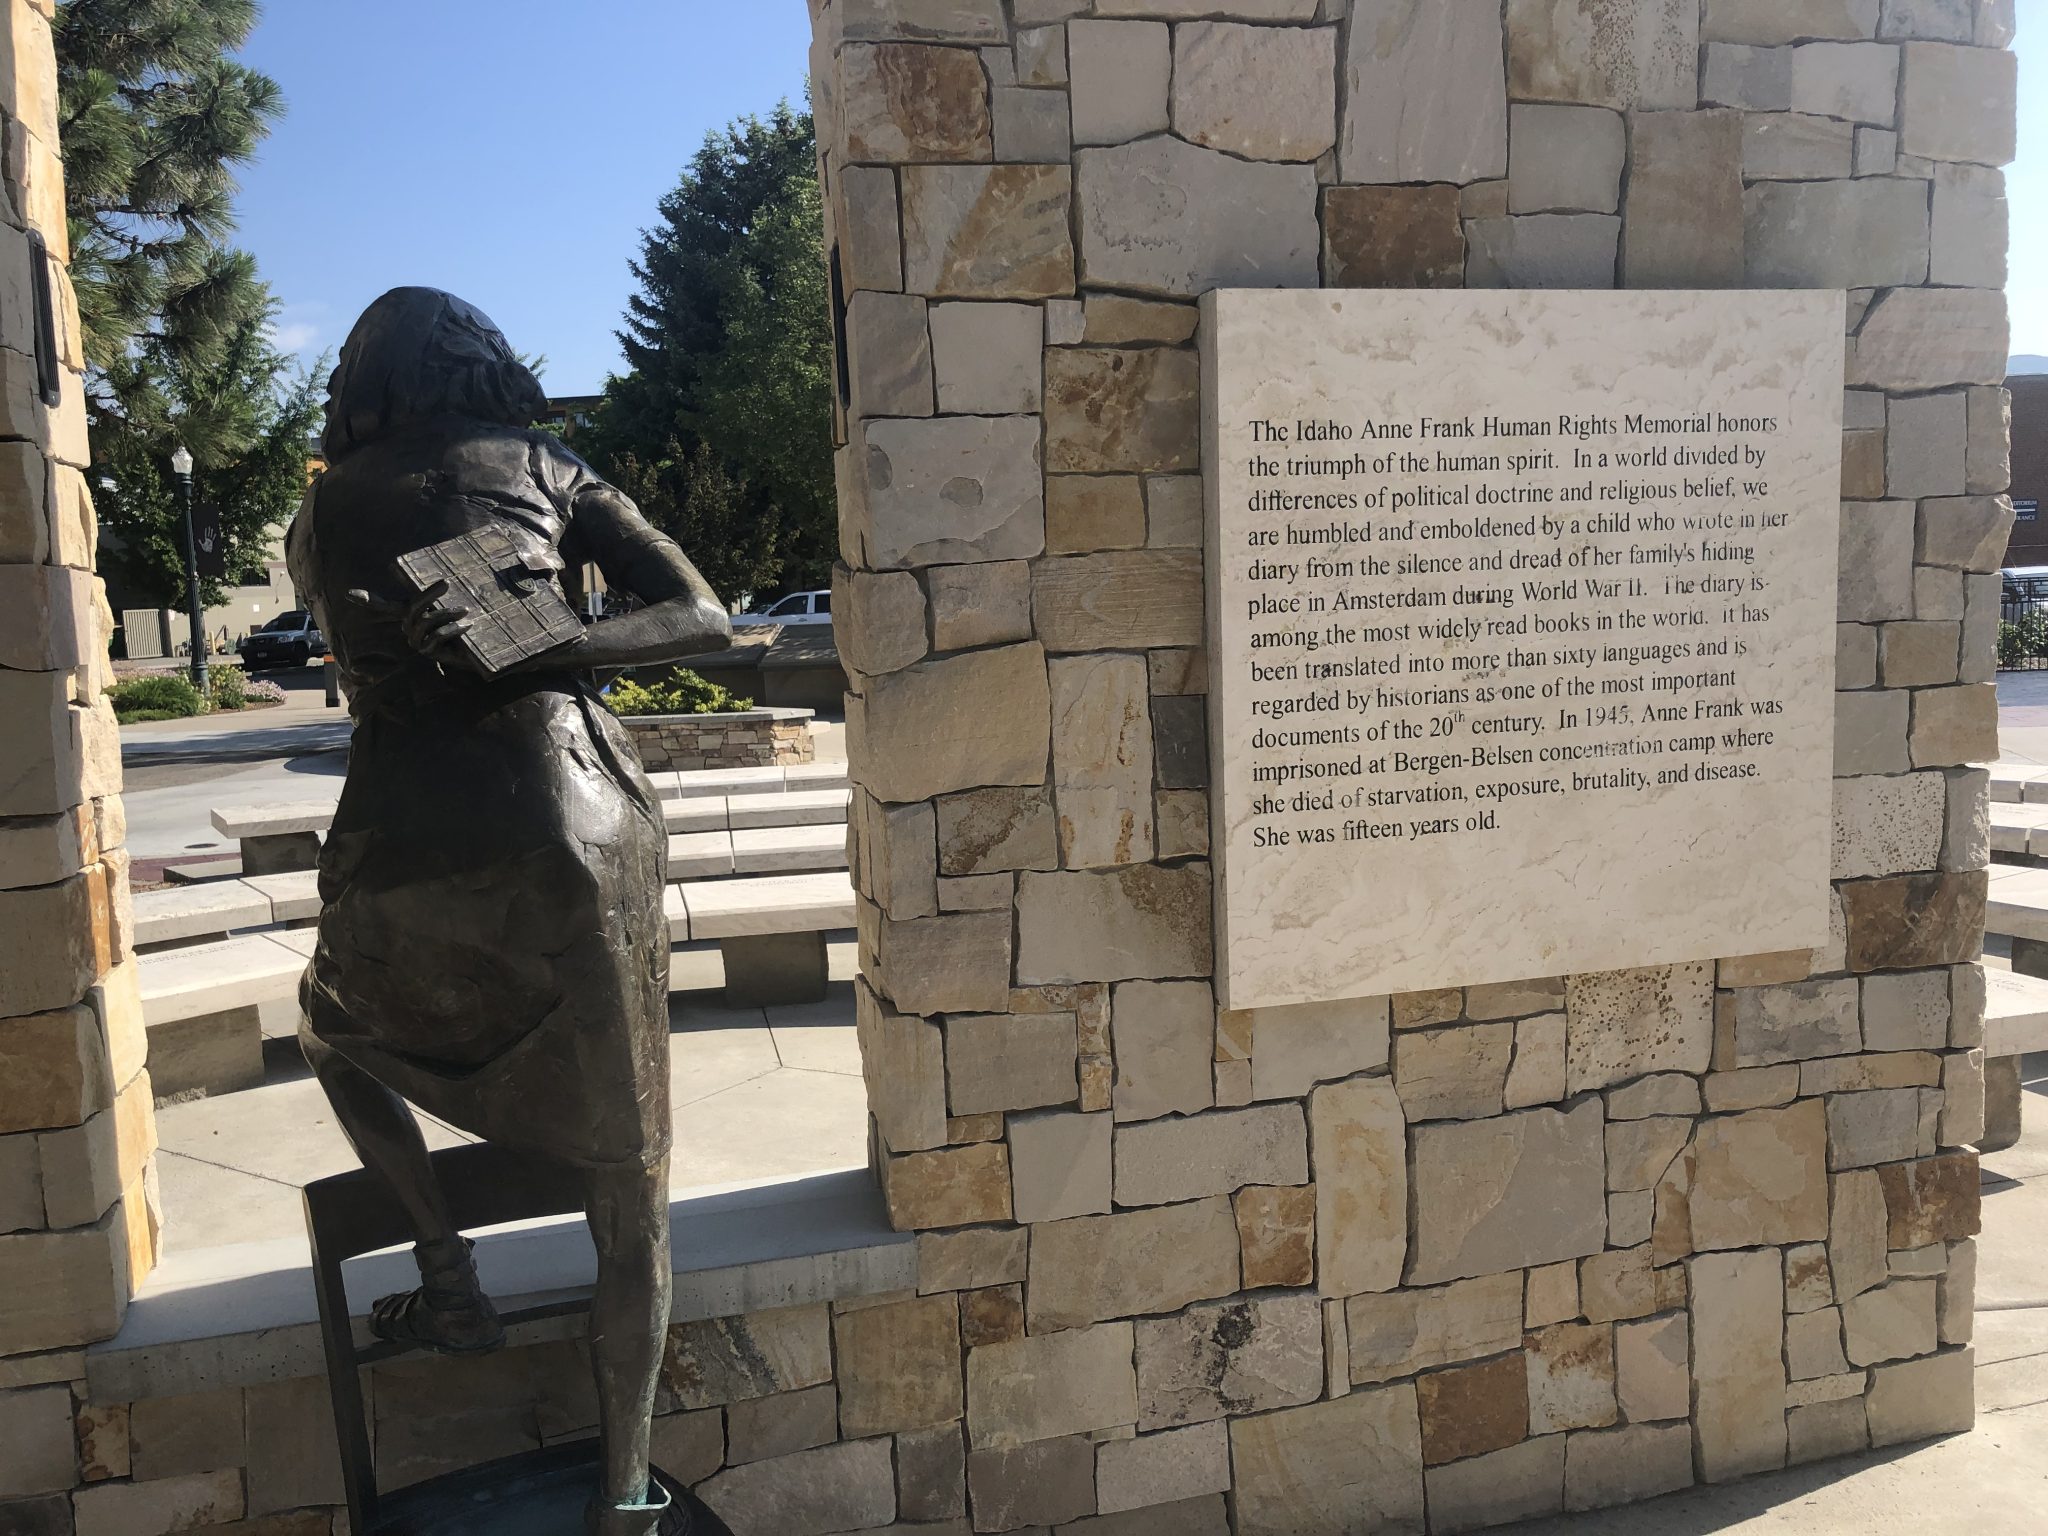 The Idaho Anne Frank Human Rights Memorial honors
the triumph of the human spirit. In a world divided by
differences of political doctrine and religious belief, we
are humbled and emboldened by a child who wrote in her
diary from the silence and dread of her family's hiding
place in Amsterdam during World War II. The diary is
among the most widely read books in the world. It has
been translated into more than sixty languages and is
regarded by historians as one of the most important
documents of the 20th century. In 1945, Anne Frank was
imprisoned at Bergen-Belsen concentration camp where
she died of starvation, exposure, brutality, and disease.
She was fifteen years old.